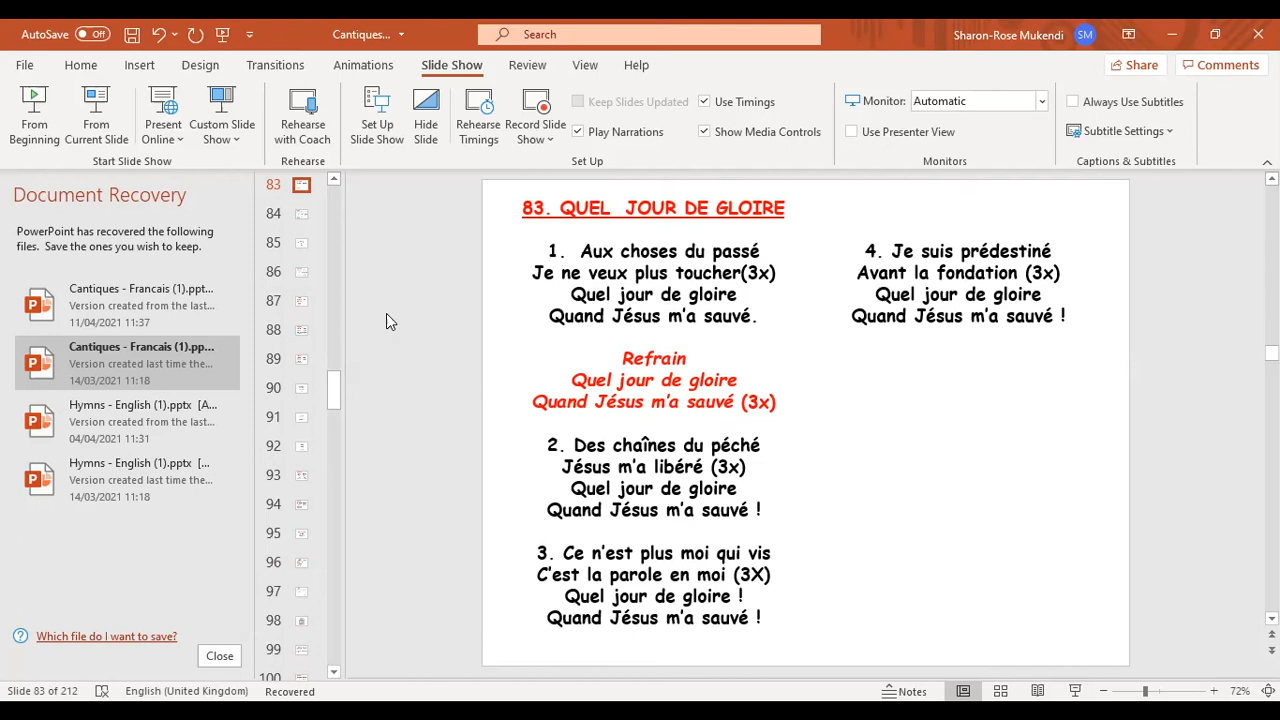 AutoSave Off Cantiques... Search Sharon-Rose Mukendi SM
File Home Insert Design Transitions Animations Slide Show Review View Help Share Comments
From Beginning
From Current Slide
Present Online
Custom Slide Show
Start Slide Show
Rehearse with Coach
Rehearse
Set Up Slide Show
Hide Slide
Rehearse Timings
Record Slide Show
Keep Slides Updated
Play Narrations
Use Timings
Show Media Controls
Set Up
Monitor: Automatic
Use Presenter View
Monitors
Always Use Subtitles
Subtitle Settings
Captions & Subtitles
Document Recovery
PowerPoint has recovered the following
files. Save the ones you wish to keep.
Cantiques - Francais (1).ppt...
Version created from the last...
11/04/2021 11:37
Cantiques - Francais (1).pp...
Version created last time the...
14/03/2021 11:18
Hymns - English (1).pptx [A...
Version created from the last...
04/04/2021 11:31
Hymns - English (1).pptx [...
Version created last time the...
14/03/2021 11:18
Which file do I want to save?
Close
83
84
85
86
87
88
89
90
91
92
93
94
95
96
97
98
99
100
83. QUEL JOUR DE GLOIRE
1. Aux choses du passé
Je ne veux plus toucher(3x)
Quel jour de gloire
Quand Jésus m'a sauvé.
Refrain
Quel jour de gloire
Quand Jésus m'a sauvé (3x)
2. Des chaînes du péché
Jésus m'a libéré (3x)
Quel jour de gloire
Quand Jésus m'a sauvé !
3. Ce n'est plus moi qui vis
C'est la parole en moi (3X)
Quel jour de gloire !
Quand Jésus m'a sauvé !
4. Je suis prédestiné
Avant la fondation (3x)
Quel jour de gloire
Quand Jésus m'a sauvé !
Slide 83 of 212 English (United Kingdom) Recovered Notes 72%